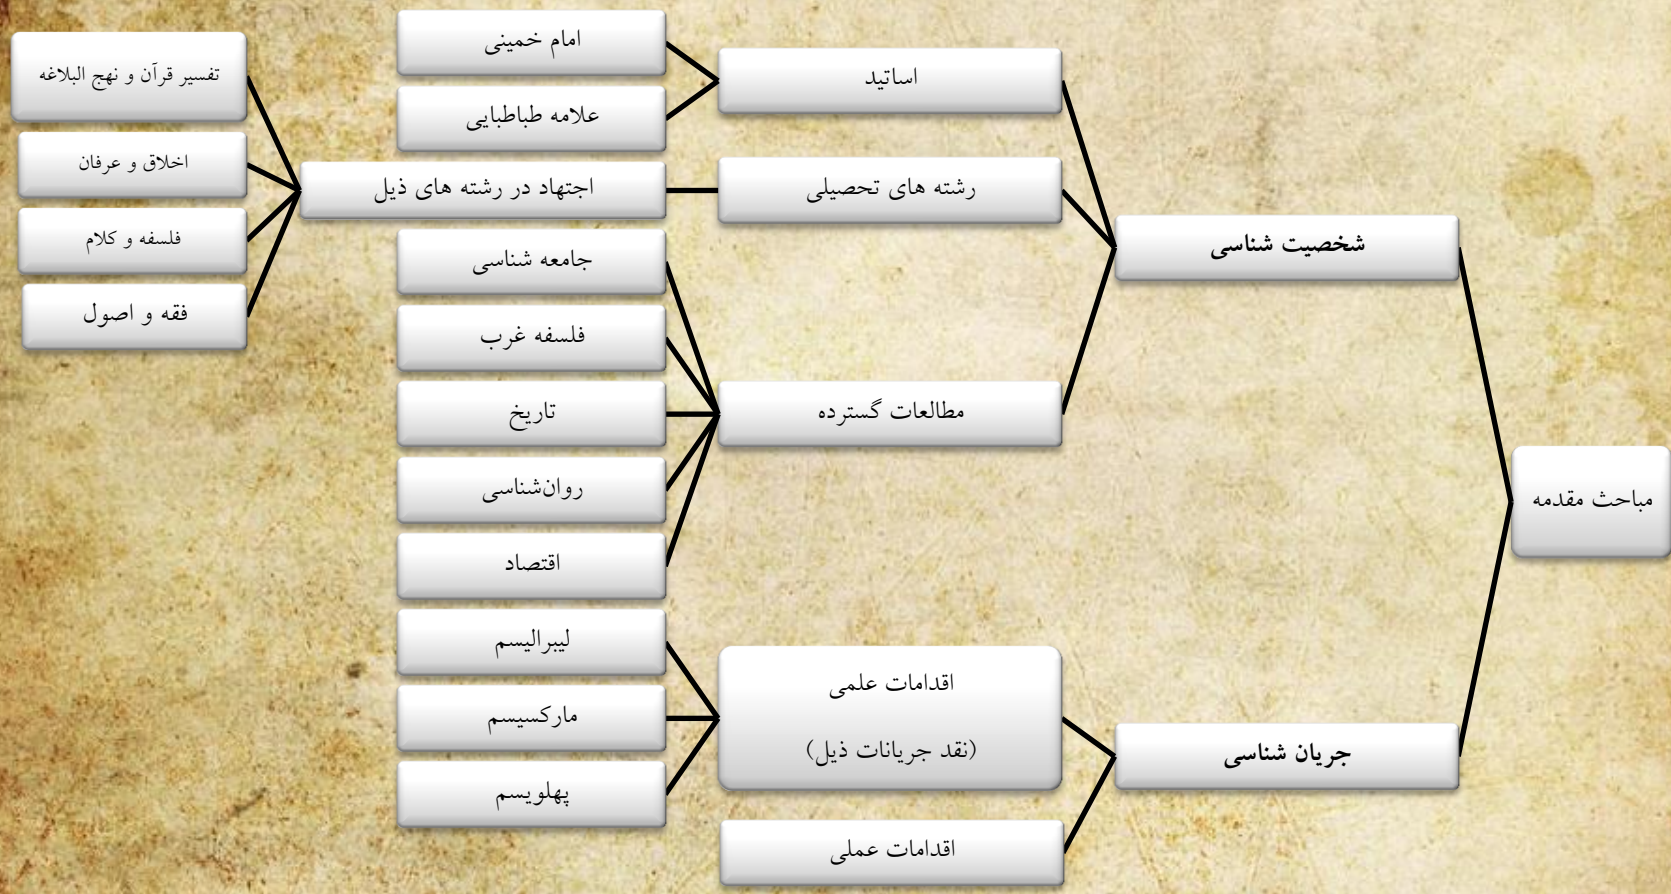 مباحث مقدمه
شخصیت شناسی
اساتید
امام خمینی
علامه طباطبایی
رشته های تحصیلی
اجتهاد در رشته های ذیل
تفسیر قرآن و نهج البلاغه
اخلاق و عرفان
فلسفه و کلام
فقه و اصول
مطالعات گسترده
جامعه شناسی
فلسفه غرب
تاریخ
روان‌شناسی
اقتصاد
جریان شناسی
اقدامات علمی
(نقد جریانات ذیل)
لیبرالیسم
مارکسیسم
پهلویسم
اقدامات عملی